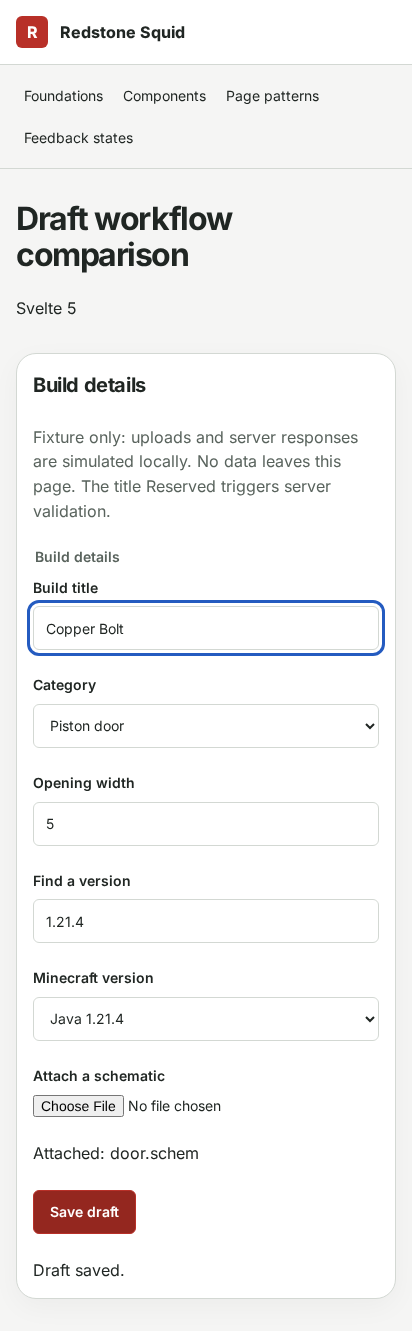 R Redstone Squid
Foundations Components Page patterns
Feedback states
Draft workflow
comparison
Svelte 5
Build details
Fixture only: uploads and server responses
are simulated locally. No data leaves this
page. The title Reserved triggers server
validation.
Build details
Build title
Copper Bolt
Category
Piston door
Opening width
5
Find a version
1.21.4
Minecraft version
Java 1.21.4
Attach a schematic
Choose File No file chosen
Attached: door.schem
Save draft
Draft saved.